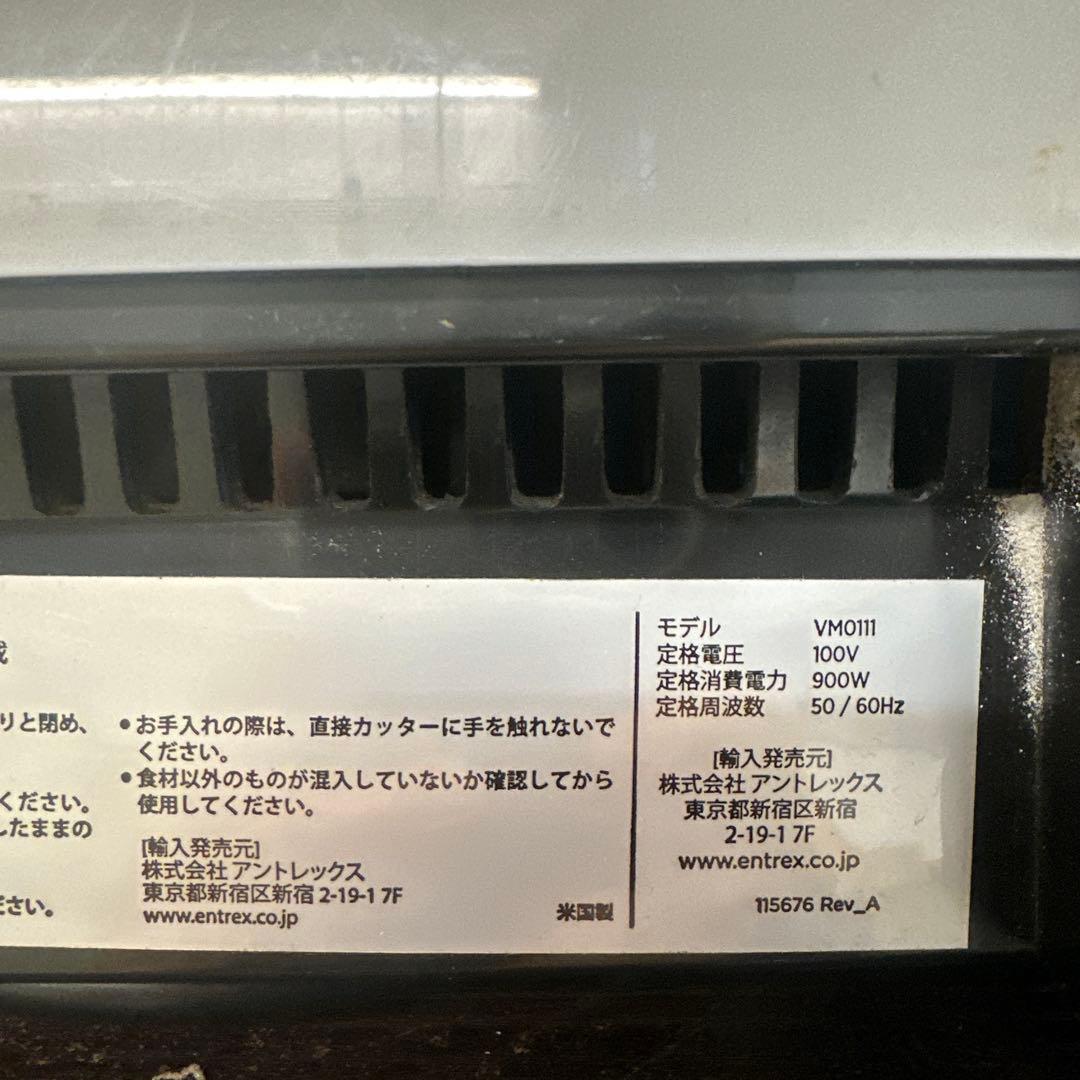 りと閉め、
ください。
したままの
ださい。
●お手入れの際は、直接カッターに手を触れないで
ください。
●食材以外のものが混入していないか確認してから
使用してください。
[輸入発売元]
株式会社 アントレックス
東京都新宿区新宿 2-19-1 7F
www.entrex.co.jp
米国製
モデル VM0111
定格電圧 100V
定格消費電力 900W
定格周波数 50 / 60Hz
[輸入発売元]
株式会社 アントレックス
東京都新宿区新宿
2-19-1 7F
www.entrex.co.jp
115676 Rev_A